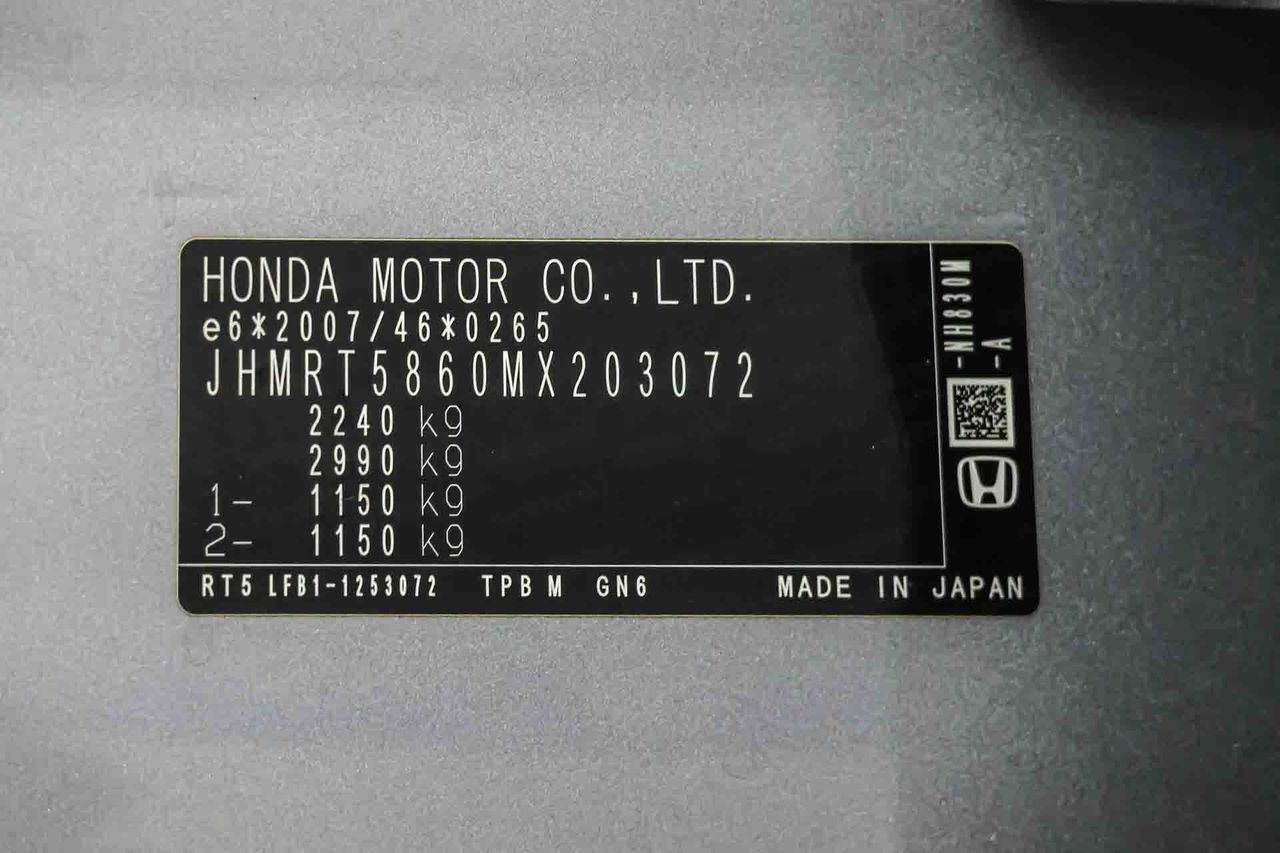 HONDA MOTOR CO.,LTD.
e6*2007/46*0265
JHMRT5860MX203072
2240 kg
2990 kg
1- 1150 kg
2- 1150 kg
RT5 LFB1-1253072 TPB M GN6 MADE IN JAPAN
-NH830M
-A